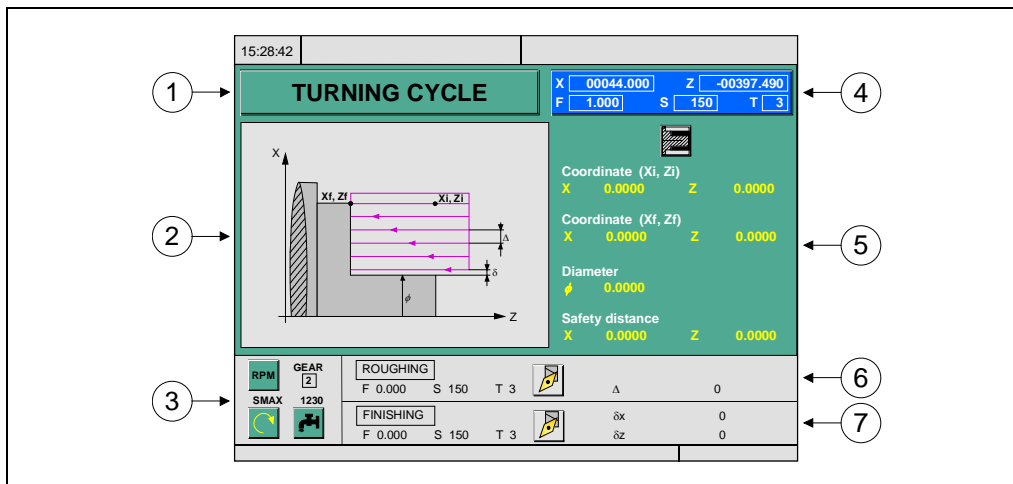 15:28:42
1
TURNING CYCLE
X 00044.000 Z -00397.490
F 1.000 S 150 T 3
4
X
Xf, Zf
Xi, Zi
Δ
δ
ϕ
Z
2
Coordinate (Xi, Zi)
X 0.0000 Z 0.0000
Coordinate (Xf, Zf)
X 0.0000 Z 0.0000
Diameter
ϕ 0.0000
Safety distance
X 0.0000 Z 0.0000
5
3
RPM
GEAR
2
SMAX 1230
ROUGHING
F 0.000 S 150 T 3 Δ 0
6
FINISHING
δx 0
F 0.000 S 150 T 3 δz 0
7